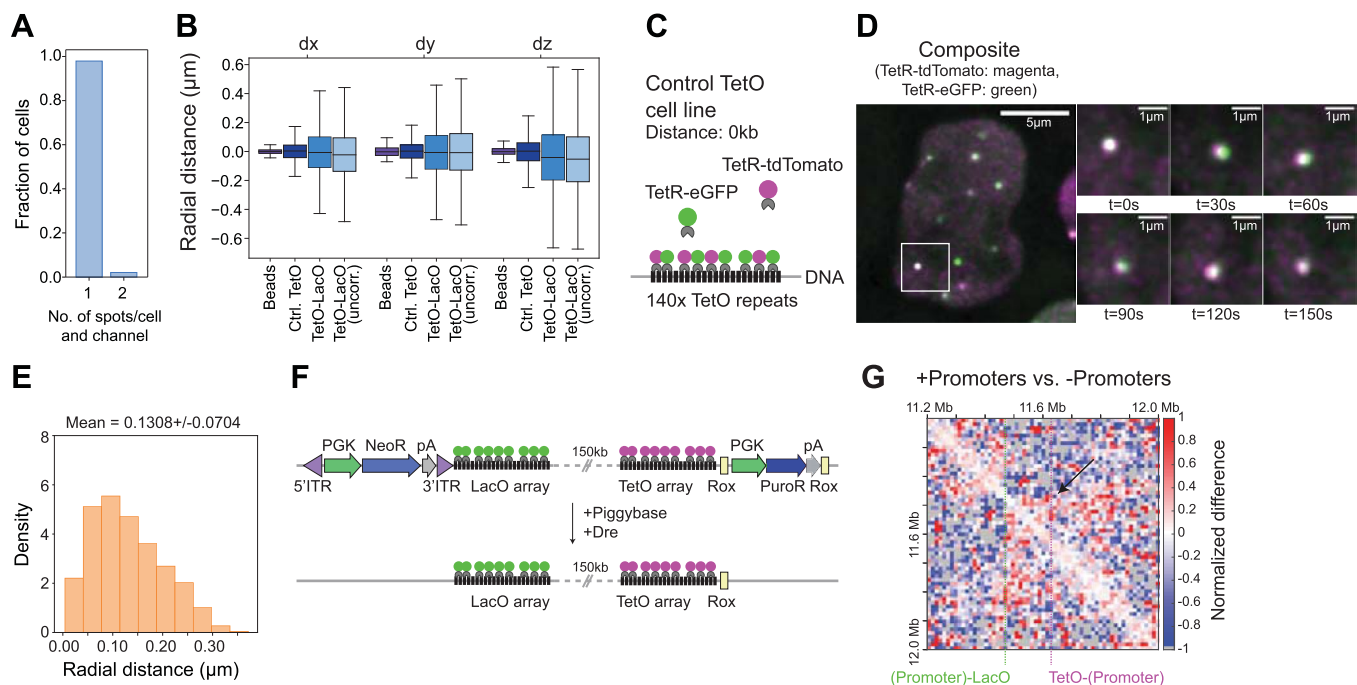 A
Fraction of cells
1.0
0.8
0.6
0.4
0.2
0.0
1
2
No. of spots/cell
and channel
B
dx
dy
dz
Radial distance (μm)
0.6
0.4
0.2
0.0
−0.2
−0.4
−0.6
Beads
Ctrl. TetO
TetO-LacO
TetO-LacO
(uncorr.)
Beads
Ctrl. TetO
TetO-LacO
TetO-LacO
(uncorr.)
Beads
Ctrl. TetO
TetO-LacO
TetO-LacO
(uncorr.)
C
Control TetO
cell line
Distance: 0kb
TetR-tdTomato
TetR-eGFP
DNA
140x TetO repeats
D
Composite
(TetR-tdTomato: magenta,
TetR-eGFP: green)
5μm
1μm
1μm
1μm
t=0s
t=30s
t=60s
1μm
1μm
1μm
t=90s
t=120s
t=150s
E
Mean = 0.1308+/-0.0704
Density
8
6
4
2
0
0.00
0.10
0.20
0.30
Radial distance (μm)
F
PGK
NeoR
pA
5'ITR
3'ITR
LacO array
150kb
TetO array
Rox
PGK
PuroR
pA
Rox
+Piggybase
+Dre
150kb
LacO array
TetO array
Rox
G
+Promoters vs. -Promoters
11.2 Mb
11.6 Mb
12.0 Mb
11.6 Mb
12.0 Mb
1
0.8
0.6
0.4
0.2
0
-0.2
-0.4
-0.6
-0.8
-1
Normalized difference
(Promoter)-LacO
TetO-(Promoter)